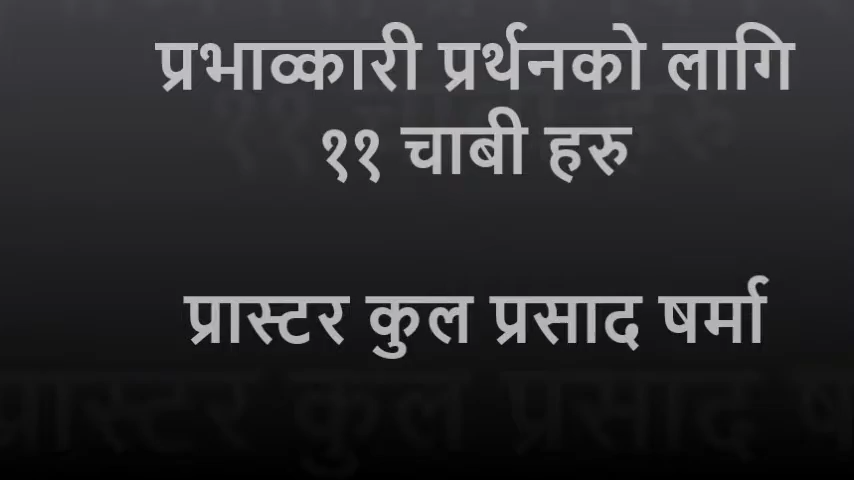 प्रभाव्कारी प्रर्थनको लागि
११ चाबी हरु
प्रास्टर कुल प्रसाद षर्मा